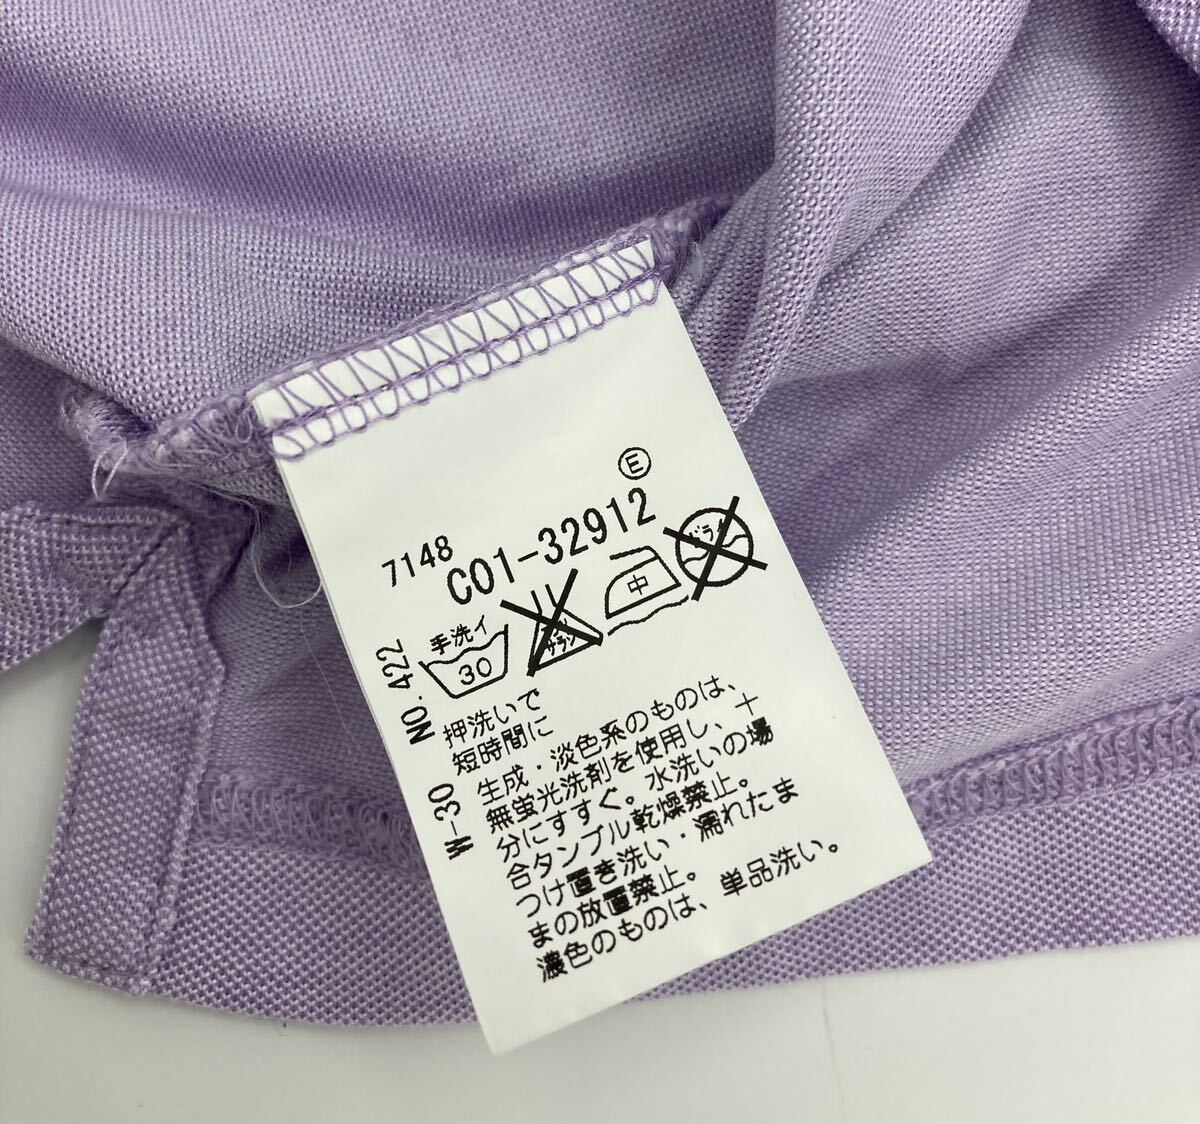 E
7148
C01-32912
手洗イ
30
サラシ
中
ドライ
NO.422
W-30
押洗いで
短時間に
生成・淡色系のものは、
無蛍光洗剤を使用し、十
分にすすぐ。水洗いの場
合タンブル乾燥禁止。
つけ置き洗い・濡れたま
まの放置禁止。
濃色のものは、単品洗い。